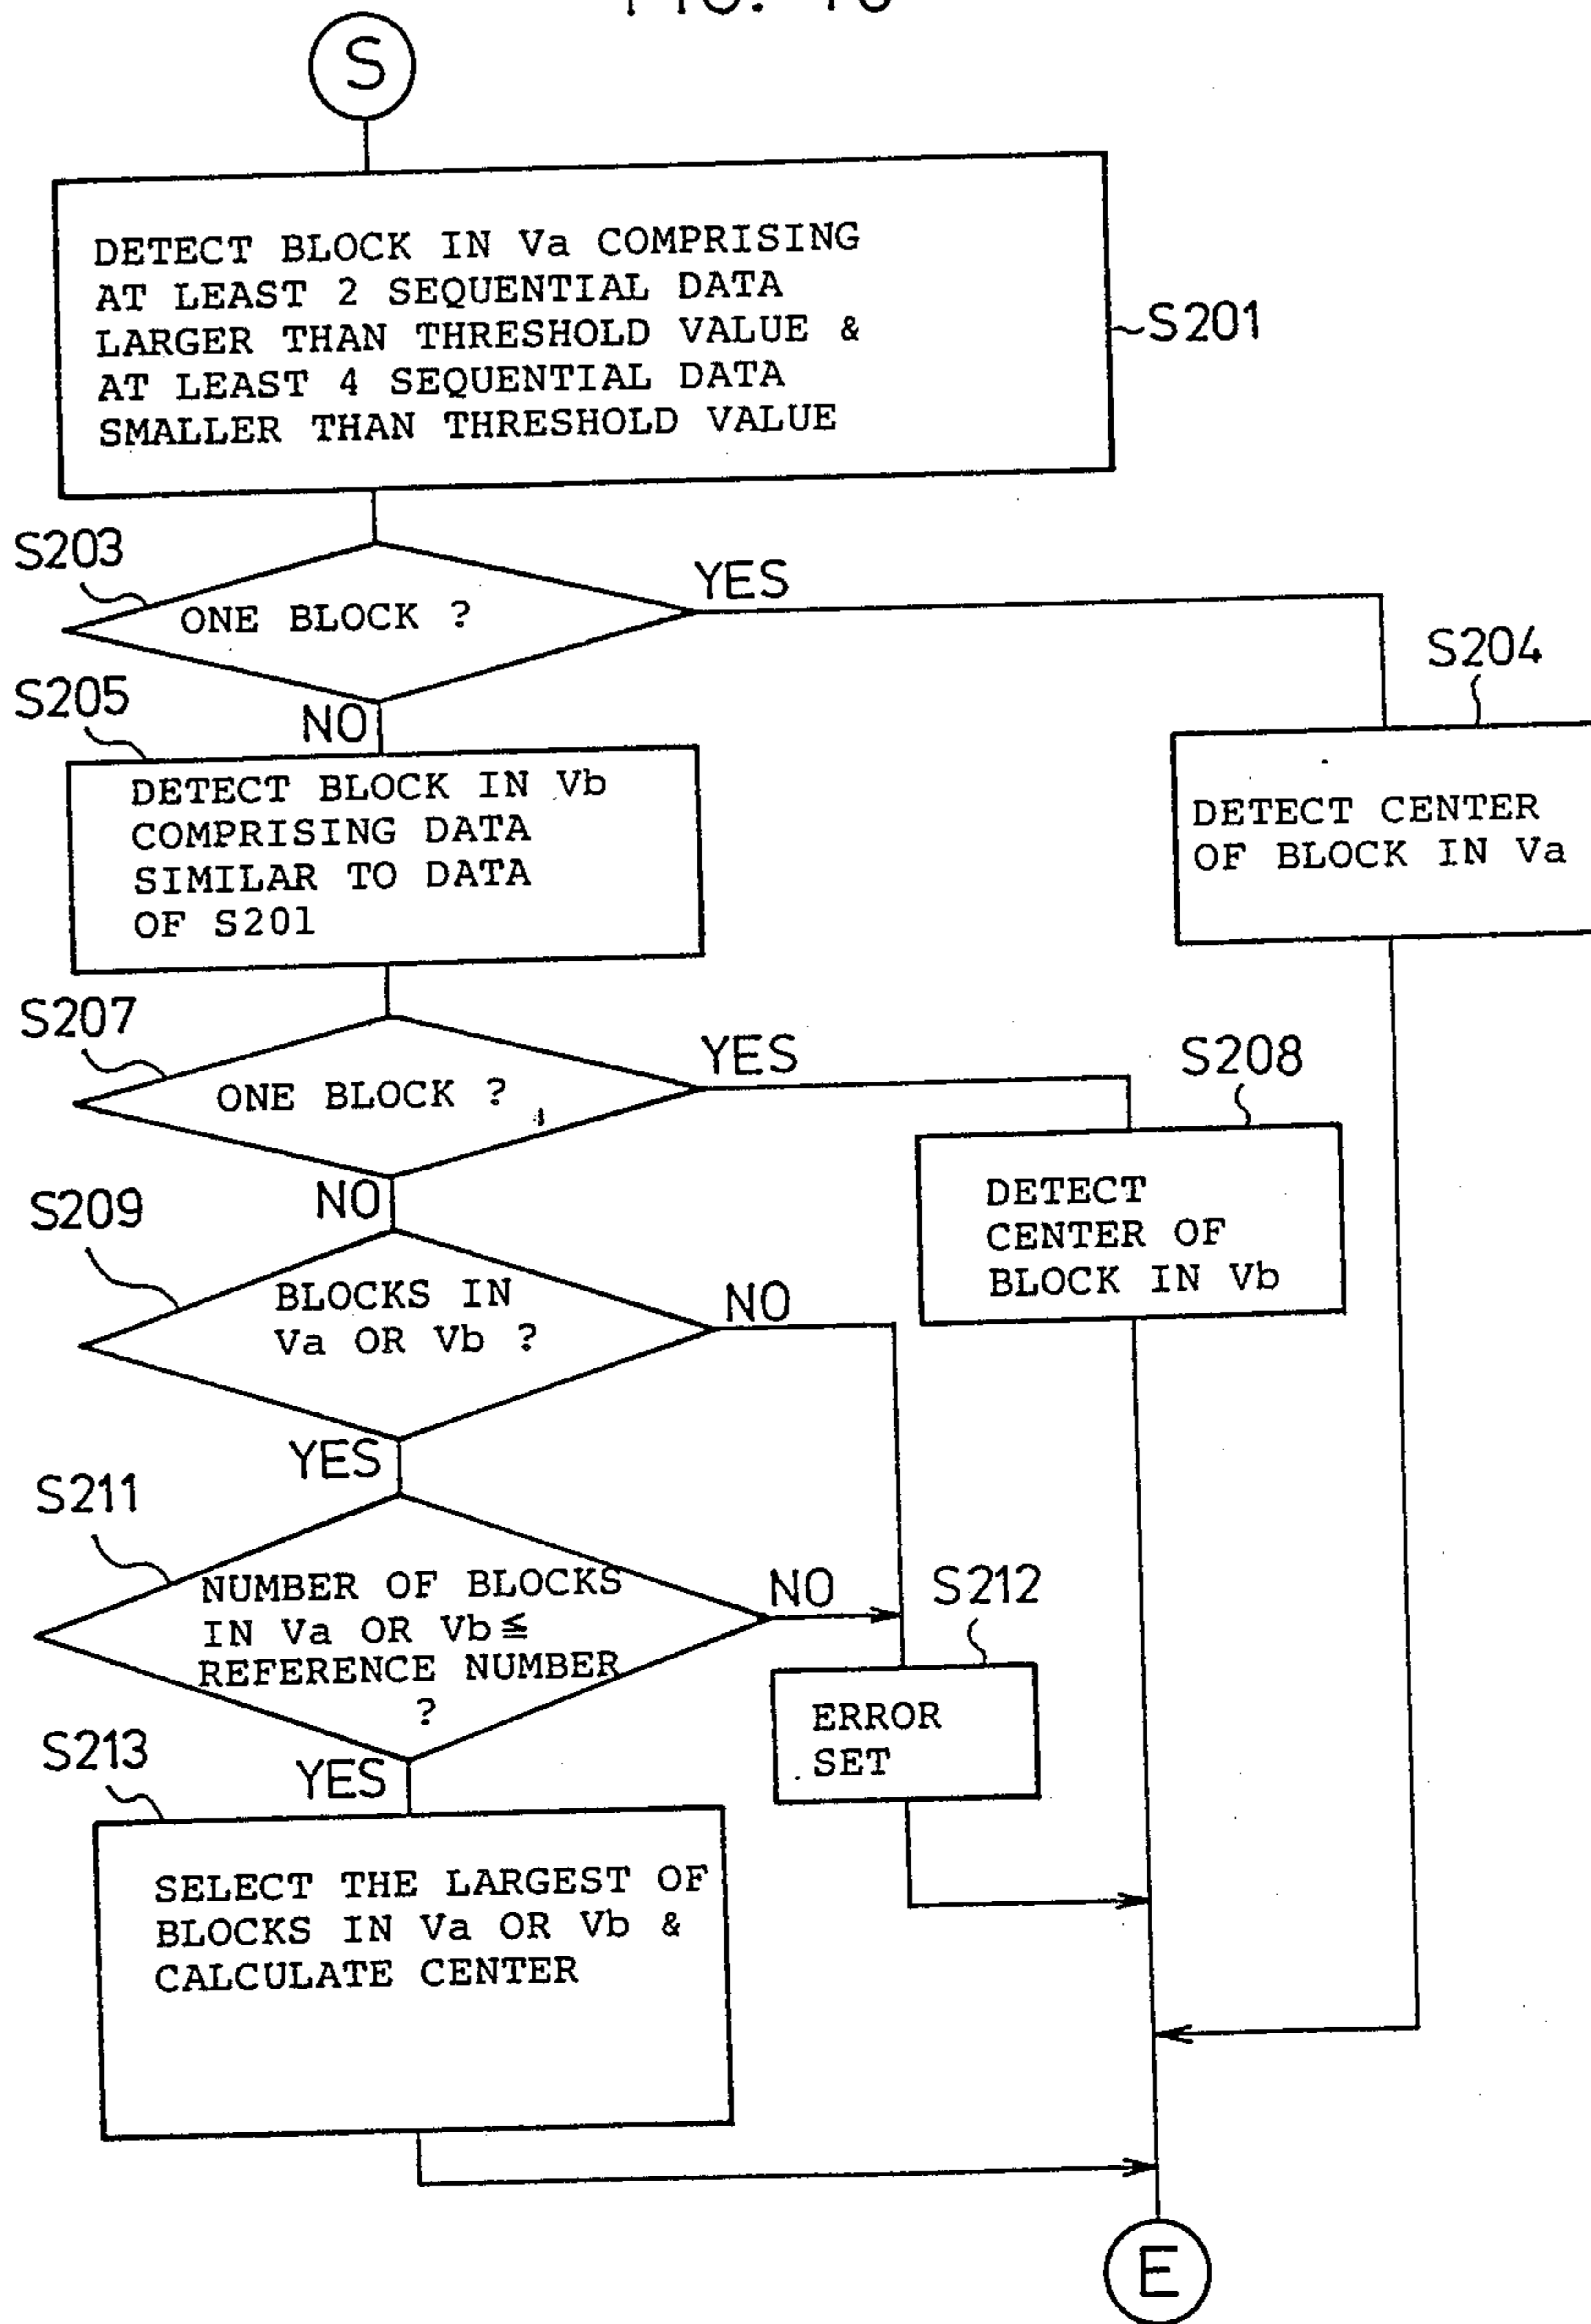 S
DETECT BLOCK IN Va COMPRISING
AT LEAST 2 SEQUENTIAL DATA
LARGER THAN THRESHOLD VALUE &
AT LEAST 4 SEQUENTIAL DATA
SMALLER THAN THRESHOLD VALUE
S201
S203
ONE BLOCK ?
YES
NO
S204
DETECT CENTER
OF BLOCK IN Va
S205
DETECT BLOCK IN Vb
COMPRISING DATA
SIMILAR TO DATA
OF S201
S207
ONE BLOCK ?
YES
NO
S208
DETECT
CENTER OF
BLOCK IN Vb
S209
BLOCKS IN
Va OR Vb ?
NO
YES
S211
NUMBER OF BLOCKS
IN Va OR Vb≦
REFERENCE NUMBER
?
NO
YES
S212
ERROR
SET
S213
SELECT THE LARGEST OF
BLOCKS IN Va OR Vb &
CALCULATE CENTER
E